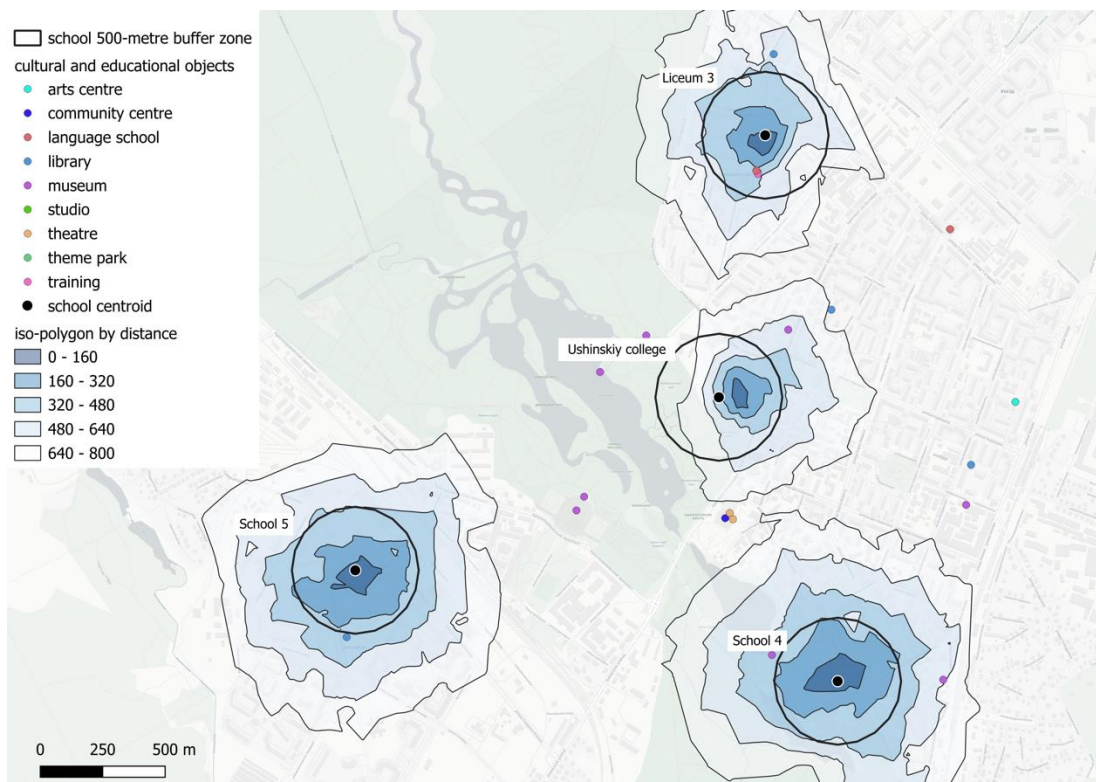 school 500-metre buffer zone
cultural and educational objects
arts centre
community centre
language school
library
museum
studio
theatre
theme park
training
school centroid
iso-polygon by distance
0 - 160
160 - 320
320 - 480
480 - 640
640 - 800
Liceum 3
Ushinskiy college
School 5
School 4
0 250 500 m